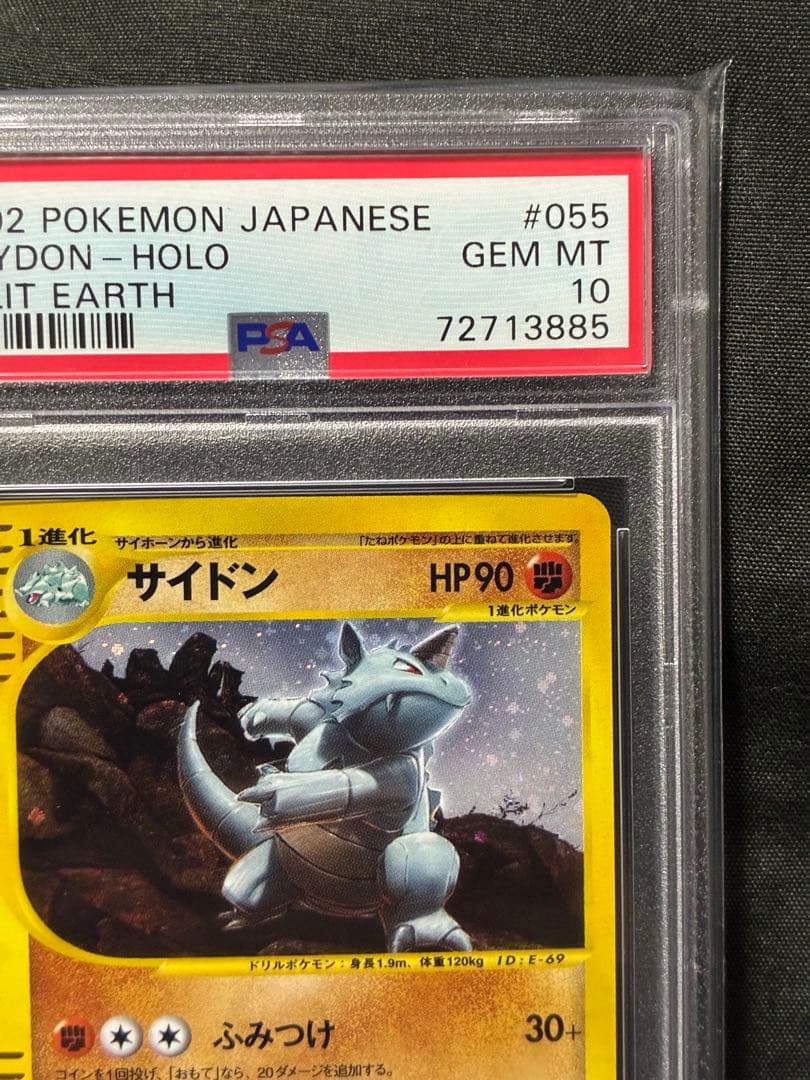 02 POKEMON JAPANESE #055
YDON - HOLO GEM MT
LIT EARTH 10
PSA 72713885
1進化 サイホーンから進化 「たねポケモン」の上に重ねて進化させます
サイドン HP90
1進化ポケモン
ドリルポケモン：身長1.9m、体重120kg ID：E-69
ふみつけ 30+
コインを1回投げ、「おもて」なら、20ダメージを追加する。